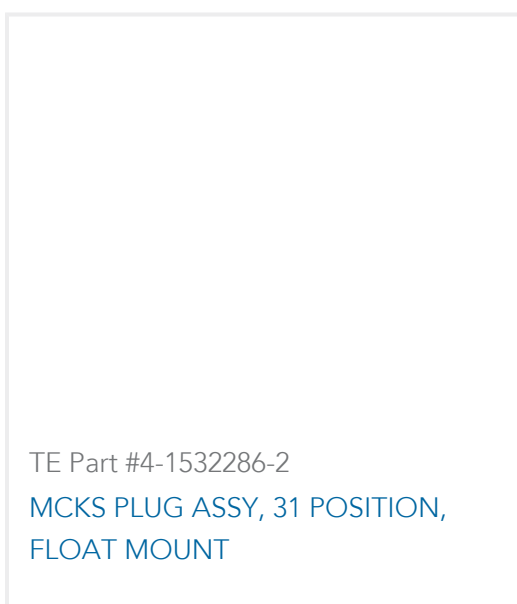 TE Part #4-1532286-2
MCKS PLUG ASSY, 31 POSITION,
FLOAT MOUNT